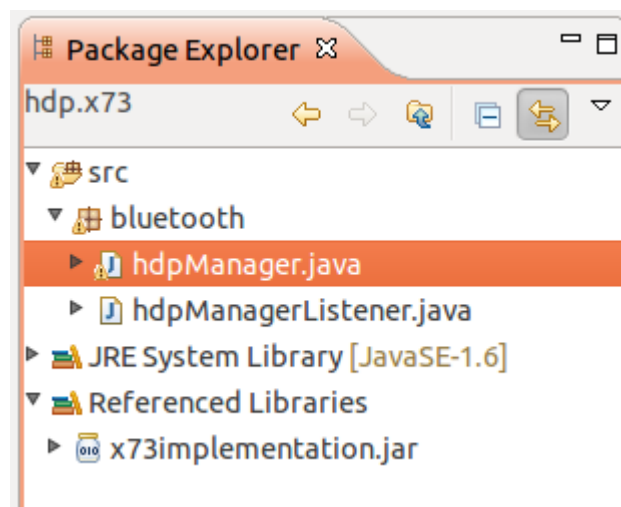 Package Explorer
hdp.x73
src
bluetooth
hdpManager.java
hdpManagerListener.java
JRE System Library [JavaSE-1.6]
Referenced Libraries
x73implementation.jar